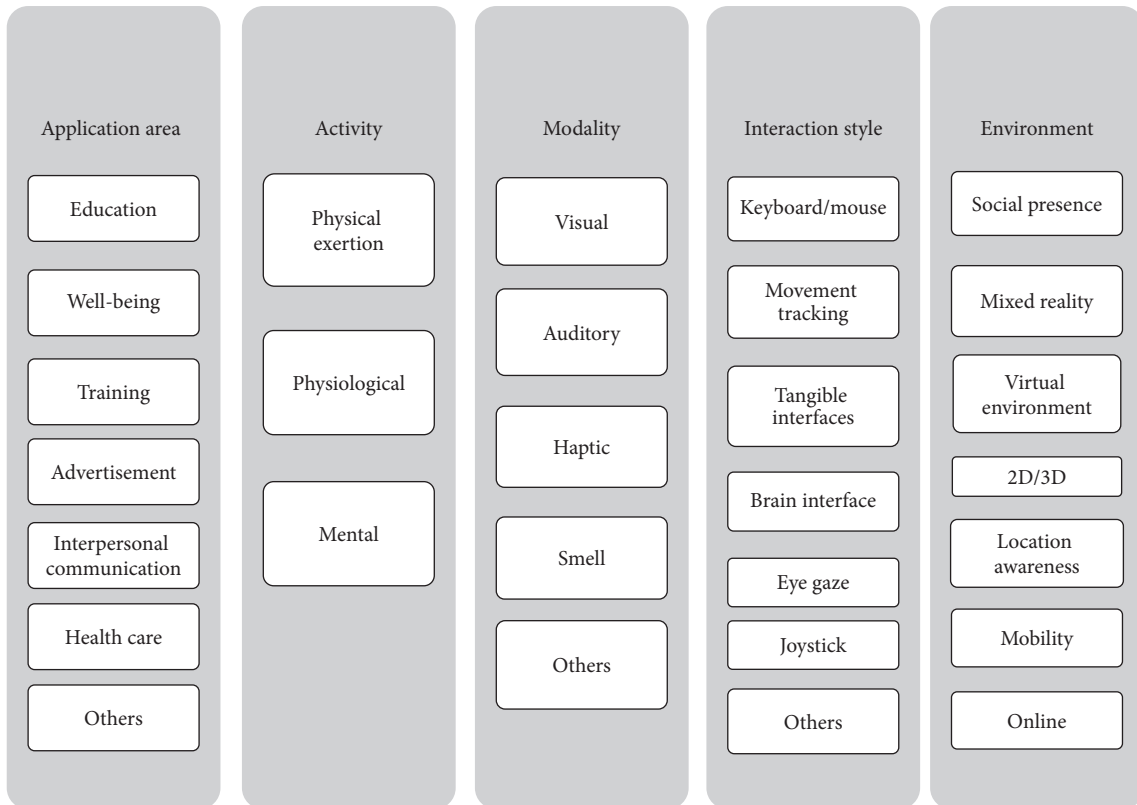 Application area
Education
Well-being
Training
Advertisement
Interpersonal
communication
Health care
Others
Activity
Physical
exertion
Physiological
Mental
Modality
Visual
Auditory
Haptic
Smell
Others
Interaction style
Keyboard/mouse
Movement
tracking
Tangible
interfaces
Brain interface
Eye gaze
Joystick
Others
Environment
Social presence
Mixed reality
Virtual
environment
2D/3D
Location
awareness
Mobility
Online